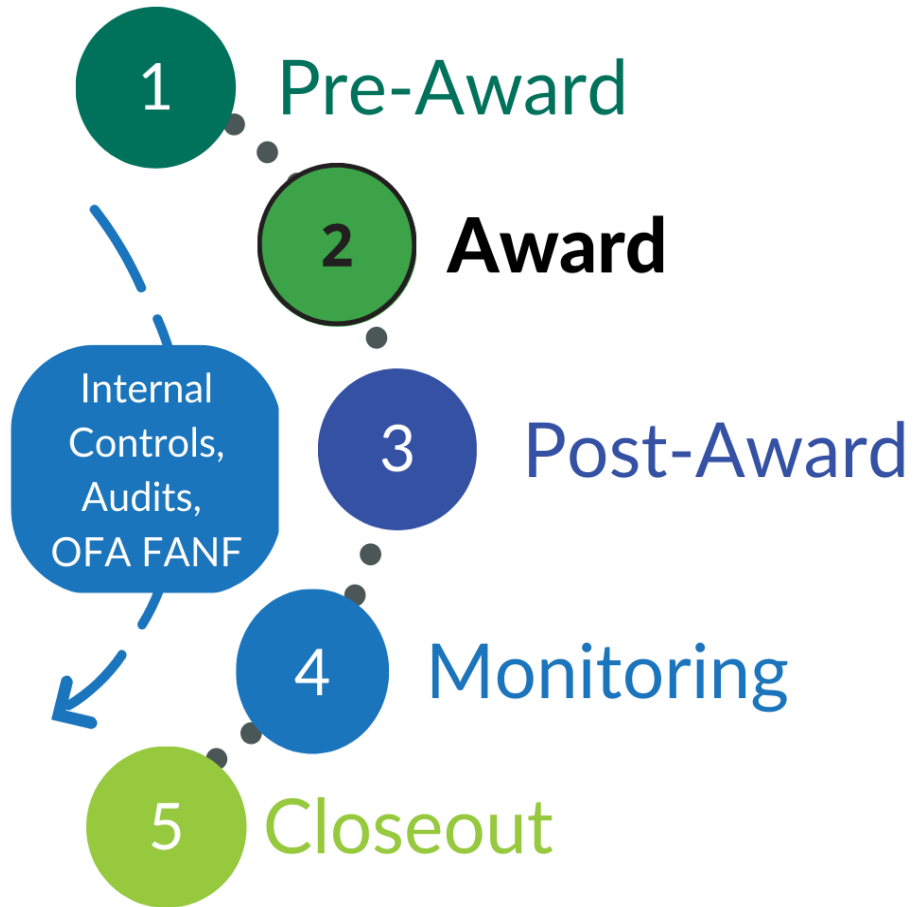 1 Pre-Award
2 Award
3 Post-Award
Internal
Controls,
Audits,
OFA FANF
4 Monitoring
5 Closeout